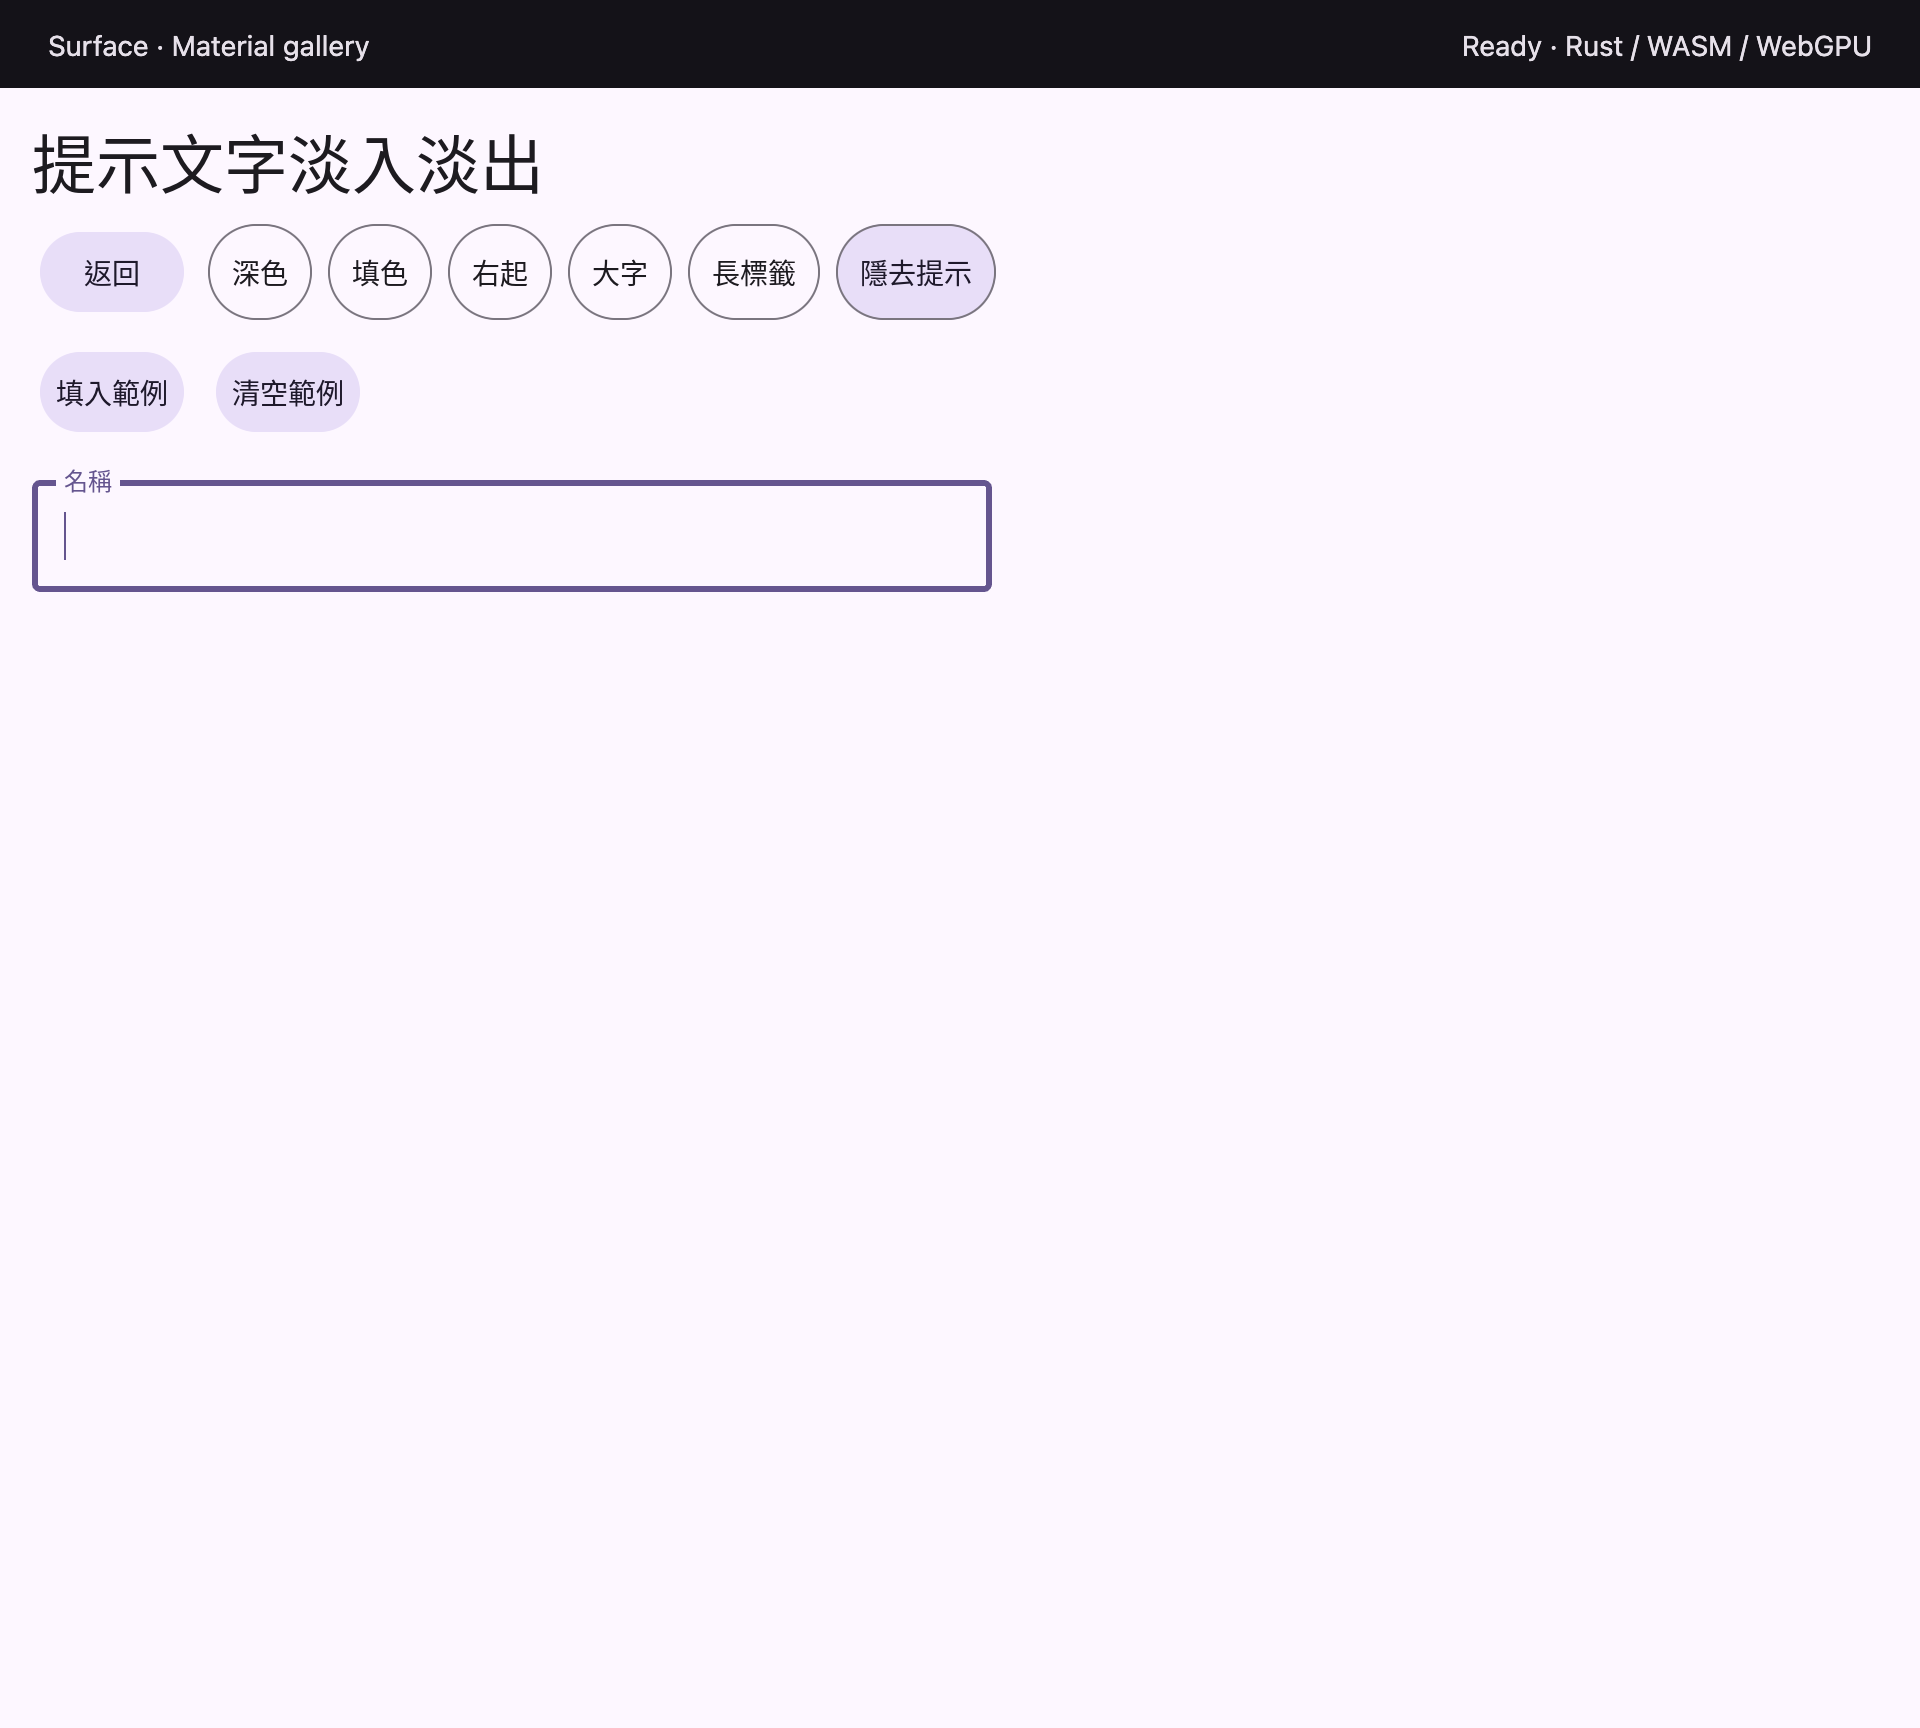 Surface · Material gallery
Ready · Rust / WASM / WebGPU
提示文字淡入淡出
返回 深色 填色 右起 大字 長標籤 隱去提示
填入範例 清空範例
名稱